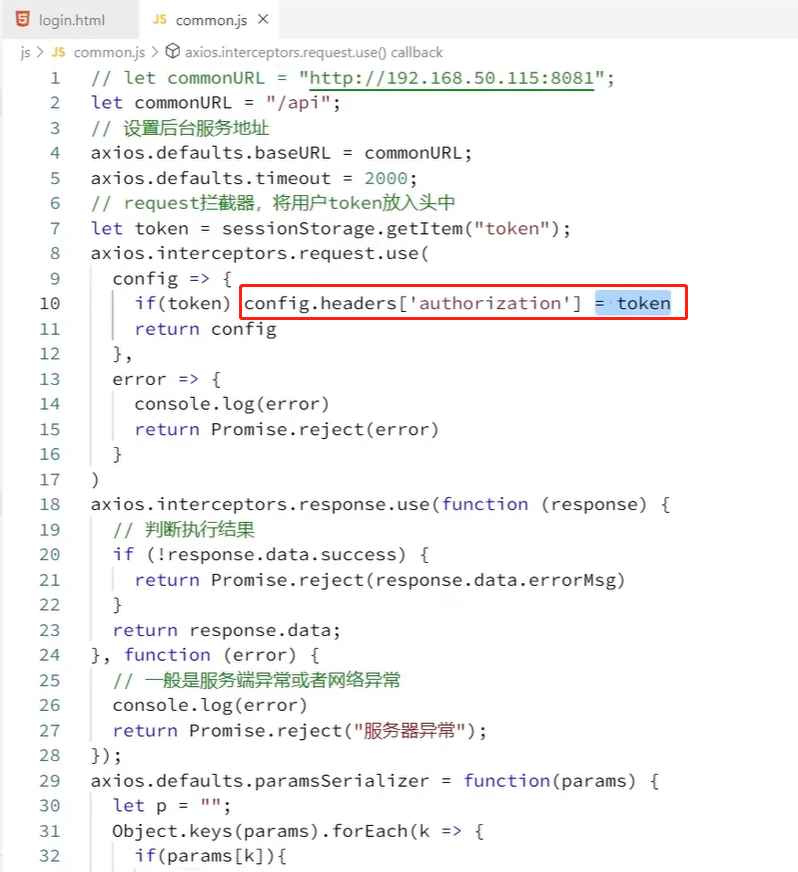 login.html
JS common.js ×
js > JS common.js > axios.interceptors.request.use() callback
1 // let commonURL = "http://192.168.50.115:8081";
2 let commonURL = "/api";
3 // 设置后台服务地址
4 axios.defaults.baseURL = commonURL;
5 axios.defaults.timeout = 2000;
6 // request拦截器，将用户token放入头中
7 let token = sessionStorage.getItem("token");
8 axios.interceptors.request.use(
9 config => {
10 if(token) config.headers['authorization'] = token
11 return config
12 },
13 error => {
14 console.log(error)
15 return Promise.reject(error)
16 }
17 )
18 axios.interceptors.response.use(function (response) {
19 // 判断执行结果
20 if (!response.data.success) {
21 return Promise.reject(response.data.errorMsg)
22 }
23 return response.data;
24 }, function (error) {
25 // 一般是服务端异常或者网络异常
26 console.log(error)
27 return Promise.reject("服务器异常");
28 });
29 axios.defaults.paramsSerializer = function(params) {
30 let p = "";
31 Object.keys(params).forEach(k => {
32 if(params[k]){